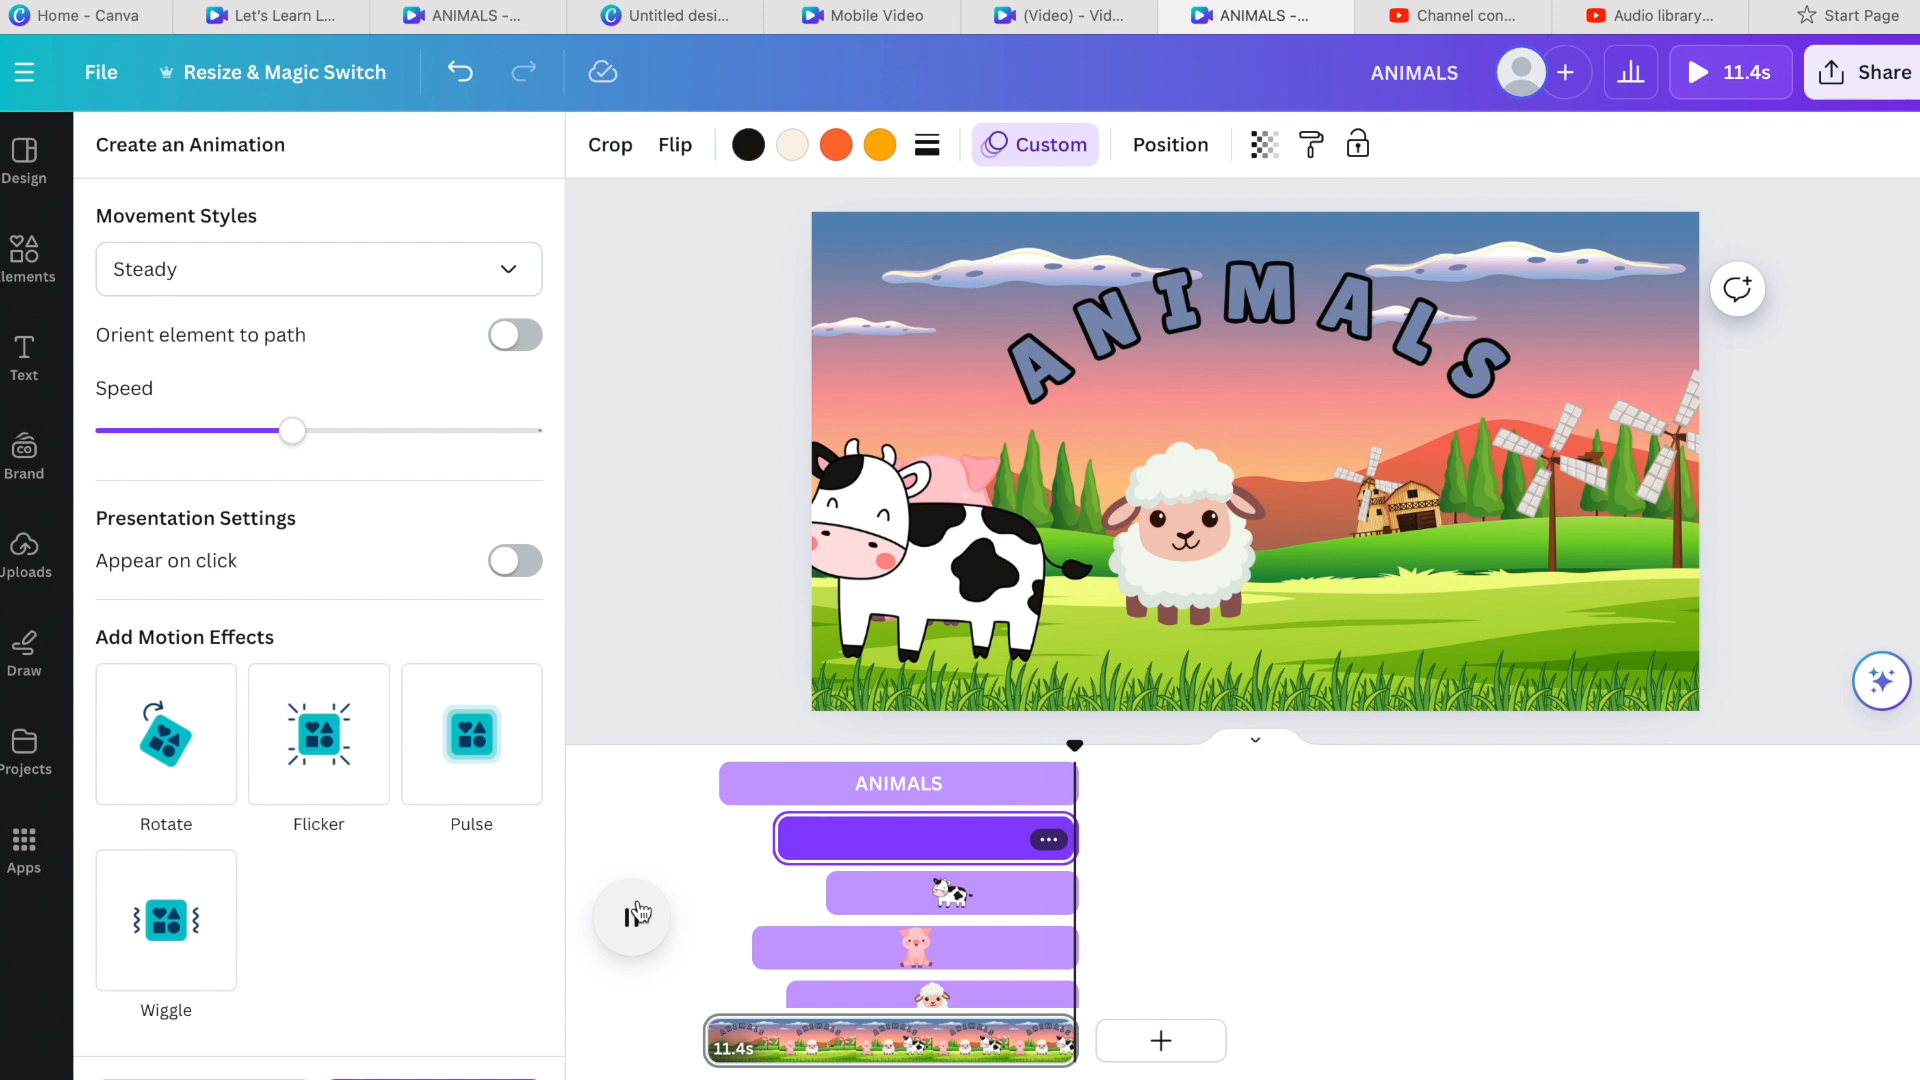 Home - Canva
Let's Learn L...
ANIMALS -...
Untitled desi...
Mobile Video
(Video) - Vid...
ANIMALS -...
Channel con...
Audio library...
Start Page
File
Resize & Magic Switch
ANIMALS
11.4s
Share
Design
Elements
Text
Brand
Uploads
Draw
Projects
Apps
Create an Animation
Movement Styles
Steady
Orient element to path
Speed
Presentation Settings
Appear on click
Add Motion Effects
Rotate
Flicker
Pulse
Wiggle
Crop
Flip
Custom
Position
ANIMALS
ANIMALS
11.4s